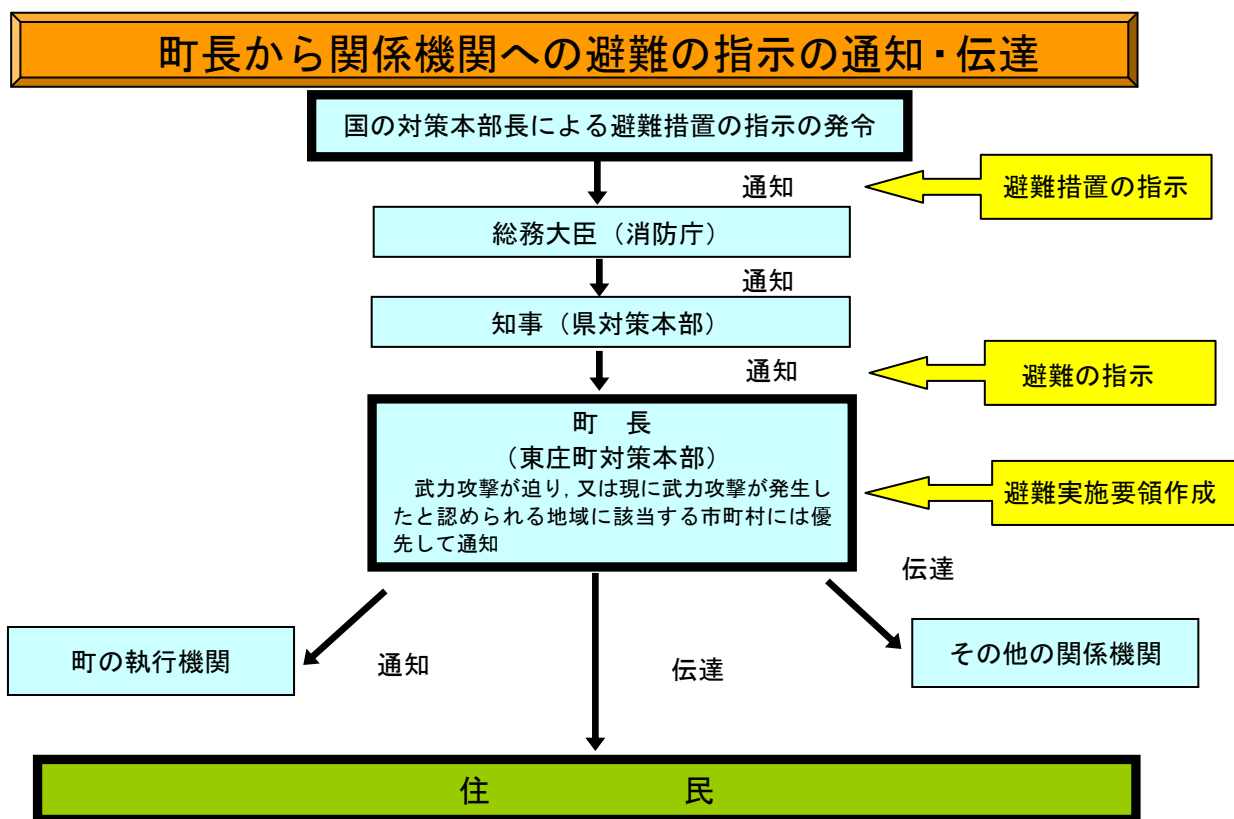 町長から関係機関への避難の指示の通知・伝達
国の対策本部長による避難措置の指示の発令
通知
避難措置の指示
総務大臣（消防庁）
通知
知事（県対策本部）
通知
避難の指示
町　長
（東庄町対策本部）
武力攻撃が迫り，又は現に武力攻撃が発生し
たと認められる地域に該当する市町村には優
先して通知
避難実施要領作成
伝達
町の執行機関
通知
伝達
その他の関係機関
住　民